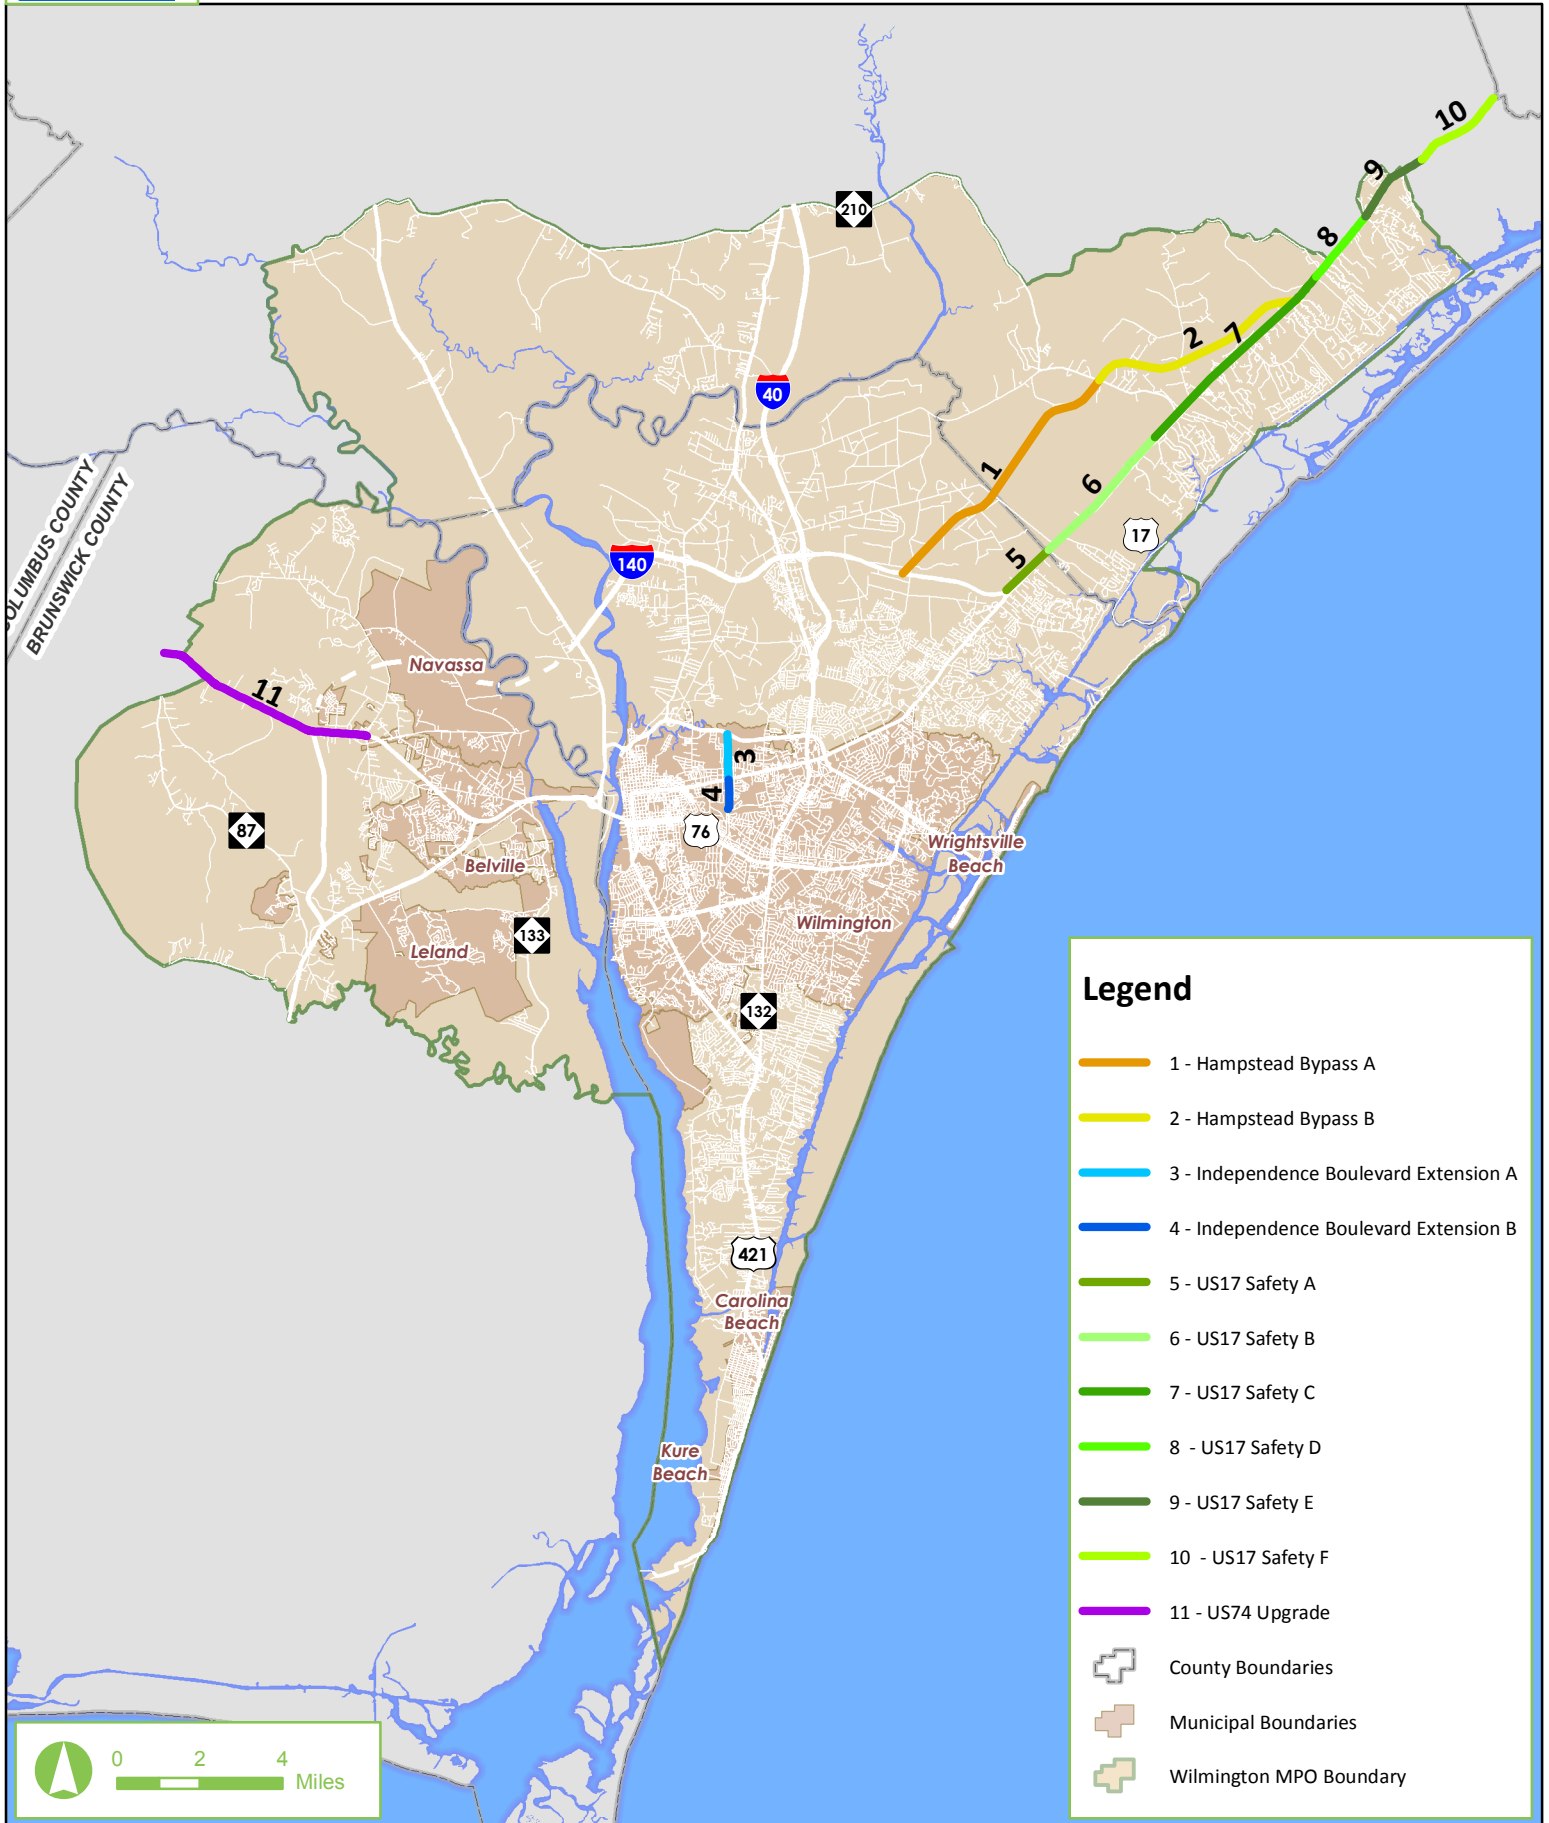 10
9
210
8
2
7
40
1
6
17
COLUMBUS COUNTY
BRUNSWICK COUNTY
140
5
Navassa
11
3
4
87
76
Wrightsville
Beach
Belville
Wilmington
133
Leland
132
421
Carolina
Beach
Kure
Beach
Legend
1 - Hampstead Bypass A
2 - Hampstead Bypass B
3 - Independence Boulevard Extension A
4 - Independence Boulevard Extension B
5 - US17 Safety A
6 - US17 Safety B
7 - US17 Safety C
8 - US17 Safety D
9 - US17 Safety E
10 - US17 Safety F
11 - US74 Upgrade
County Boundaries
Municipal Boundaries
Wilmington MPO Boundary
0 2 4
Miles